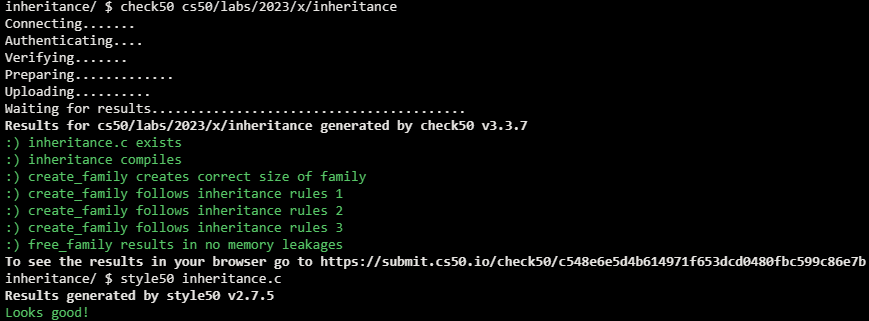 inheritance/ $ check50 cs50/labs/2023/x/inheritance
Connecting.......
Authenticating....
Verifying.......
Preparing.............
Uploading..........
Waiting for results.........................................
Results for cs50/labs/2023/x/inheritance generated by check50 v3.3.7
:) inheritance.c exists
:) inheritance compiles
:) create_family creates correct size of family
:) create_family follows inheritance rules 1
:) create_family follows inheritance rules 2
:) create_family follows inheritance rules 3
:) free_family results in no memory leakages
To see the results in your browser go to https://submit.cs50.io/check50/c548e6e5d4b614971f653dcd0480fbc599c86e7b
inheritance/ $ style50 inheritance.c
Results generated by style50 v2.7.5
Looks good!